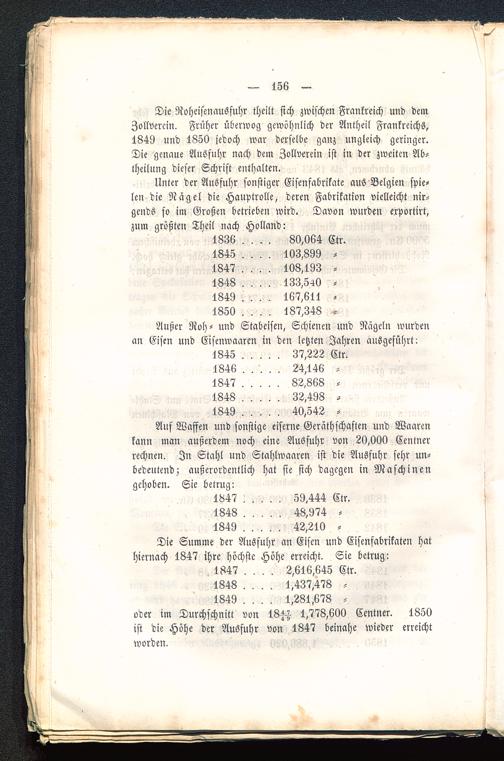 — 156 —
Die Roheisenausfuhr theilt sich zwischen Frankreich und dem
Zollverein. Früher überwog gewöhnlich der Antheil Frankreichs,
1849 und 1850 jedoch war derselbe ganz ungleich geringer.
Die genaue Ausfuhr nach dem Zollverein ist in der zweiten Ab-
theilung dieser Schrift enthalten.
Unter der Ausfuhr sonstiger Eisenfabrikate aus Belgien spie-
len die Nägel die Hauptrolle, deren Fabrikation vielleicht nir-
gends so im Großen betrieben wird. Davon wurden exportirt,
zum größten Theil nach Holland:
1836 . . . . 80,064 Ctr.
1845 . . . . 103,899 „
1847 . . . . 108,193 „
1848 . . . . 133,540 „
1849 . . . . 167,611 „
1850 . . . . 187,348 „
Außer Roh- und Stabeisen, Schienen und Nägeln wurden
an Eisen und Eisenwaaren in den letzten Jahren ausgeführt:
1845 . . . . . 37,222 Ctr.
1846 . . . . . 24,146 „
1847 . . . . . 82,868 „
1848 . . . . . 32,498 „
1849 . . . . . 40,542 „
Auf Waffen und sonstige eiserne Geräthschaften und Waaren
kann man außerdem noch eine Ausfuhr von 20,000 Centner
rechnen. In Stahl und Stahlwaaren ist die Ausfuhr sehr un-
bedeutend; außerordentlich hat sie sich dagegen in Maschinen
gehoben. Sie betrug:
1847 . . . . . 59,444 Ctr.
1848 . . . . . 48,974 „
1849 . . . . . 42,210 „
Die Summe der Ausfuhr an Eisen und Eisenfabrikaten hat
hiernach 1847 ihre höchste Höhe erreicht. Sie betrug:
1847 . . . . 2,616,645 Ctr.
1848 . . . . 1,437,478 „
1849 . . . . 1,281,678 „
oder im Durchschnitt von 1847/49 1,778,600 Centner. 1850
ist die Höhe der Ausfuhr von 1847 beinahe wieder erreicht
worden.